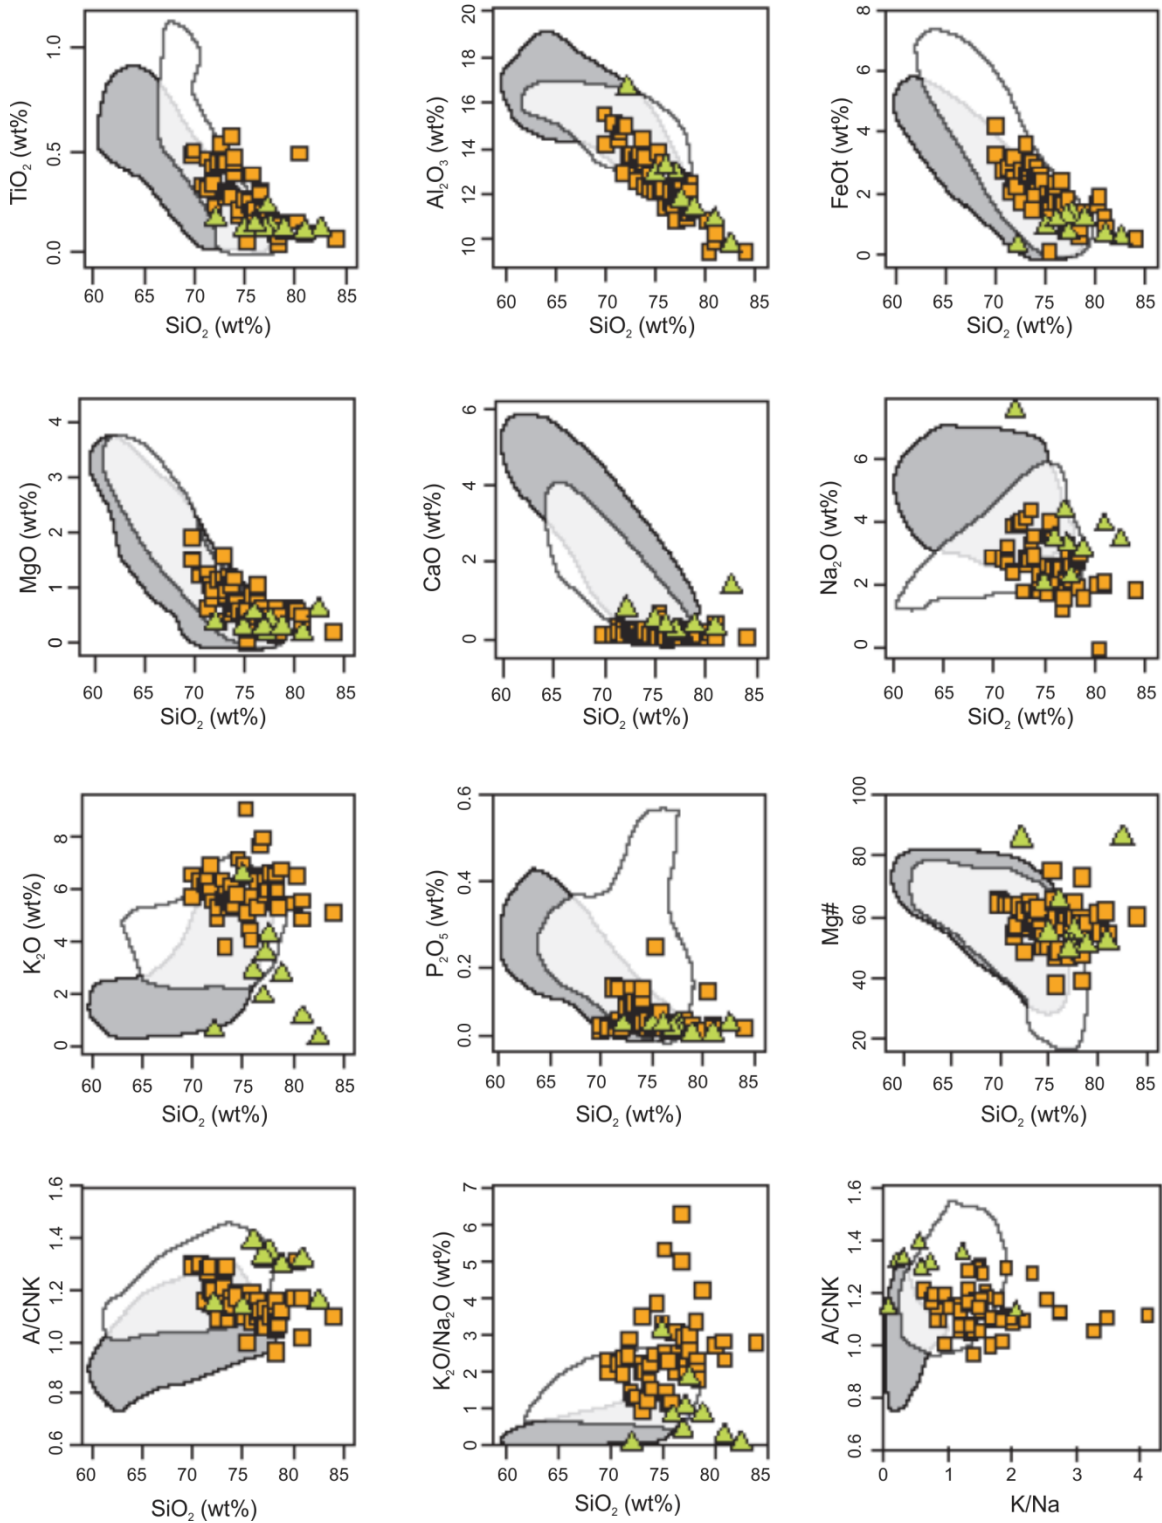 TiO2 (wt%)
1.0
0.5
0.0
60 65 70 75 80 85
SiO2 (wt%)
Al2O3 (wt%)
20
18
16
14
12
10
60 65 70 75 80 85
SiO2 (wt%)
FeOt (wt%)
8
6
4
2
0
60 65 70 75 80 85
SiO2 (wt%)
MgO (wt%)
4
3
2
1
0
60 65 70 75 80 85
SiO2 (wt%)
CaO (wt%)
6
4
2
0
60 65 70 75 80 85
SiO2 (wt%)
Na2O (wt%)
6
4
2
0
60 65 70 75 80 85
SiO2 (wt%)
K2O (wt%)
8
6
4
2
0
60 65 70 75 80 85
SiO2 (wt%)
P2O5 (wt%)
0.6
0.4
0.2
0.0
60 65 70 75 80 85
SiO2 (wt%)
Mg#
100
80
60
40
20
60 65 70 75 80 85
SiO2 (wt%)
A/CNK
1.6
1.4
1.2
1.0
0.8
0.6
60 65 70 75 80 85
SiO2 (wt%)
K2O/Na2O (wt%)
7
6
5
4
3
2
1
0
60 65 70 75 80 85
SiO2 (wt%)
A/CNK
1.6
1.4
1.2
1.0
0.8
0.6
0 1 2 3 4
K/Na